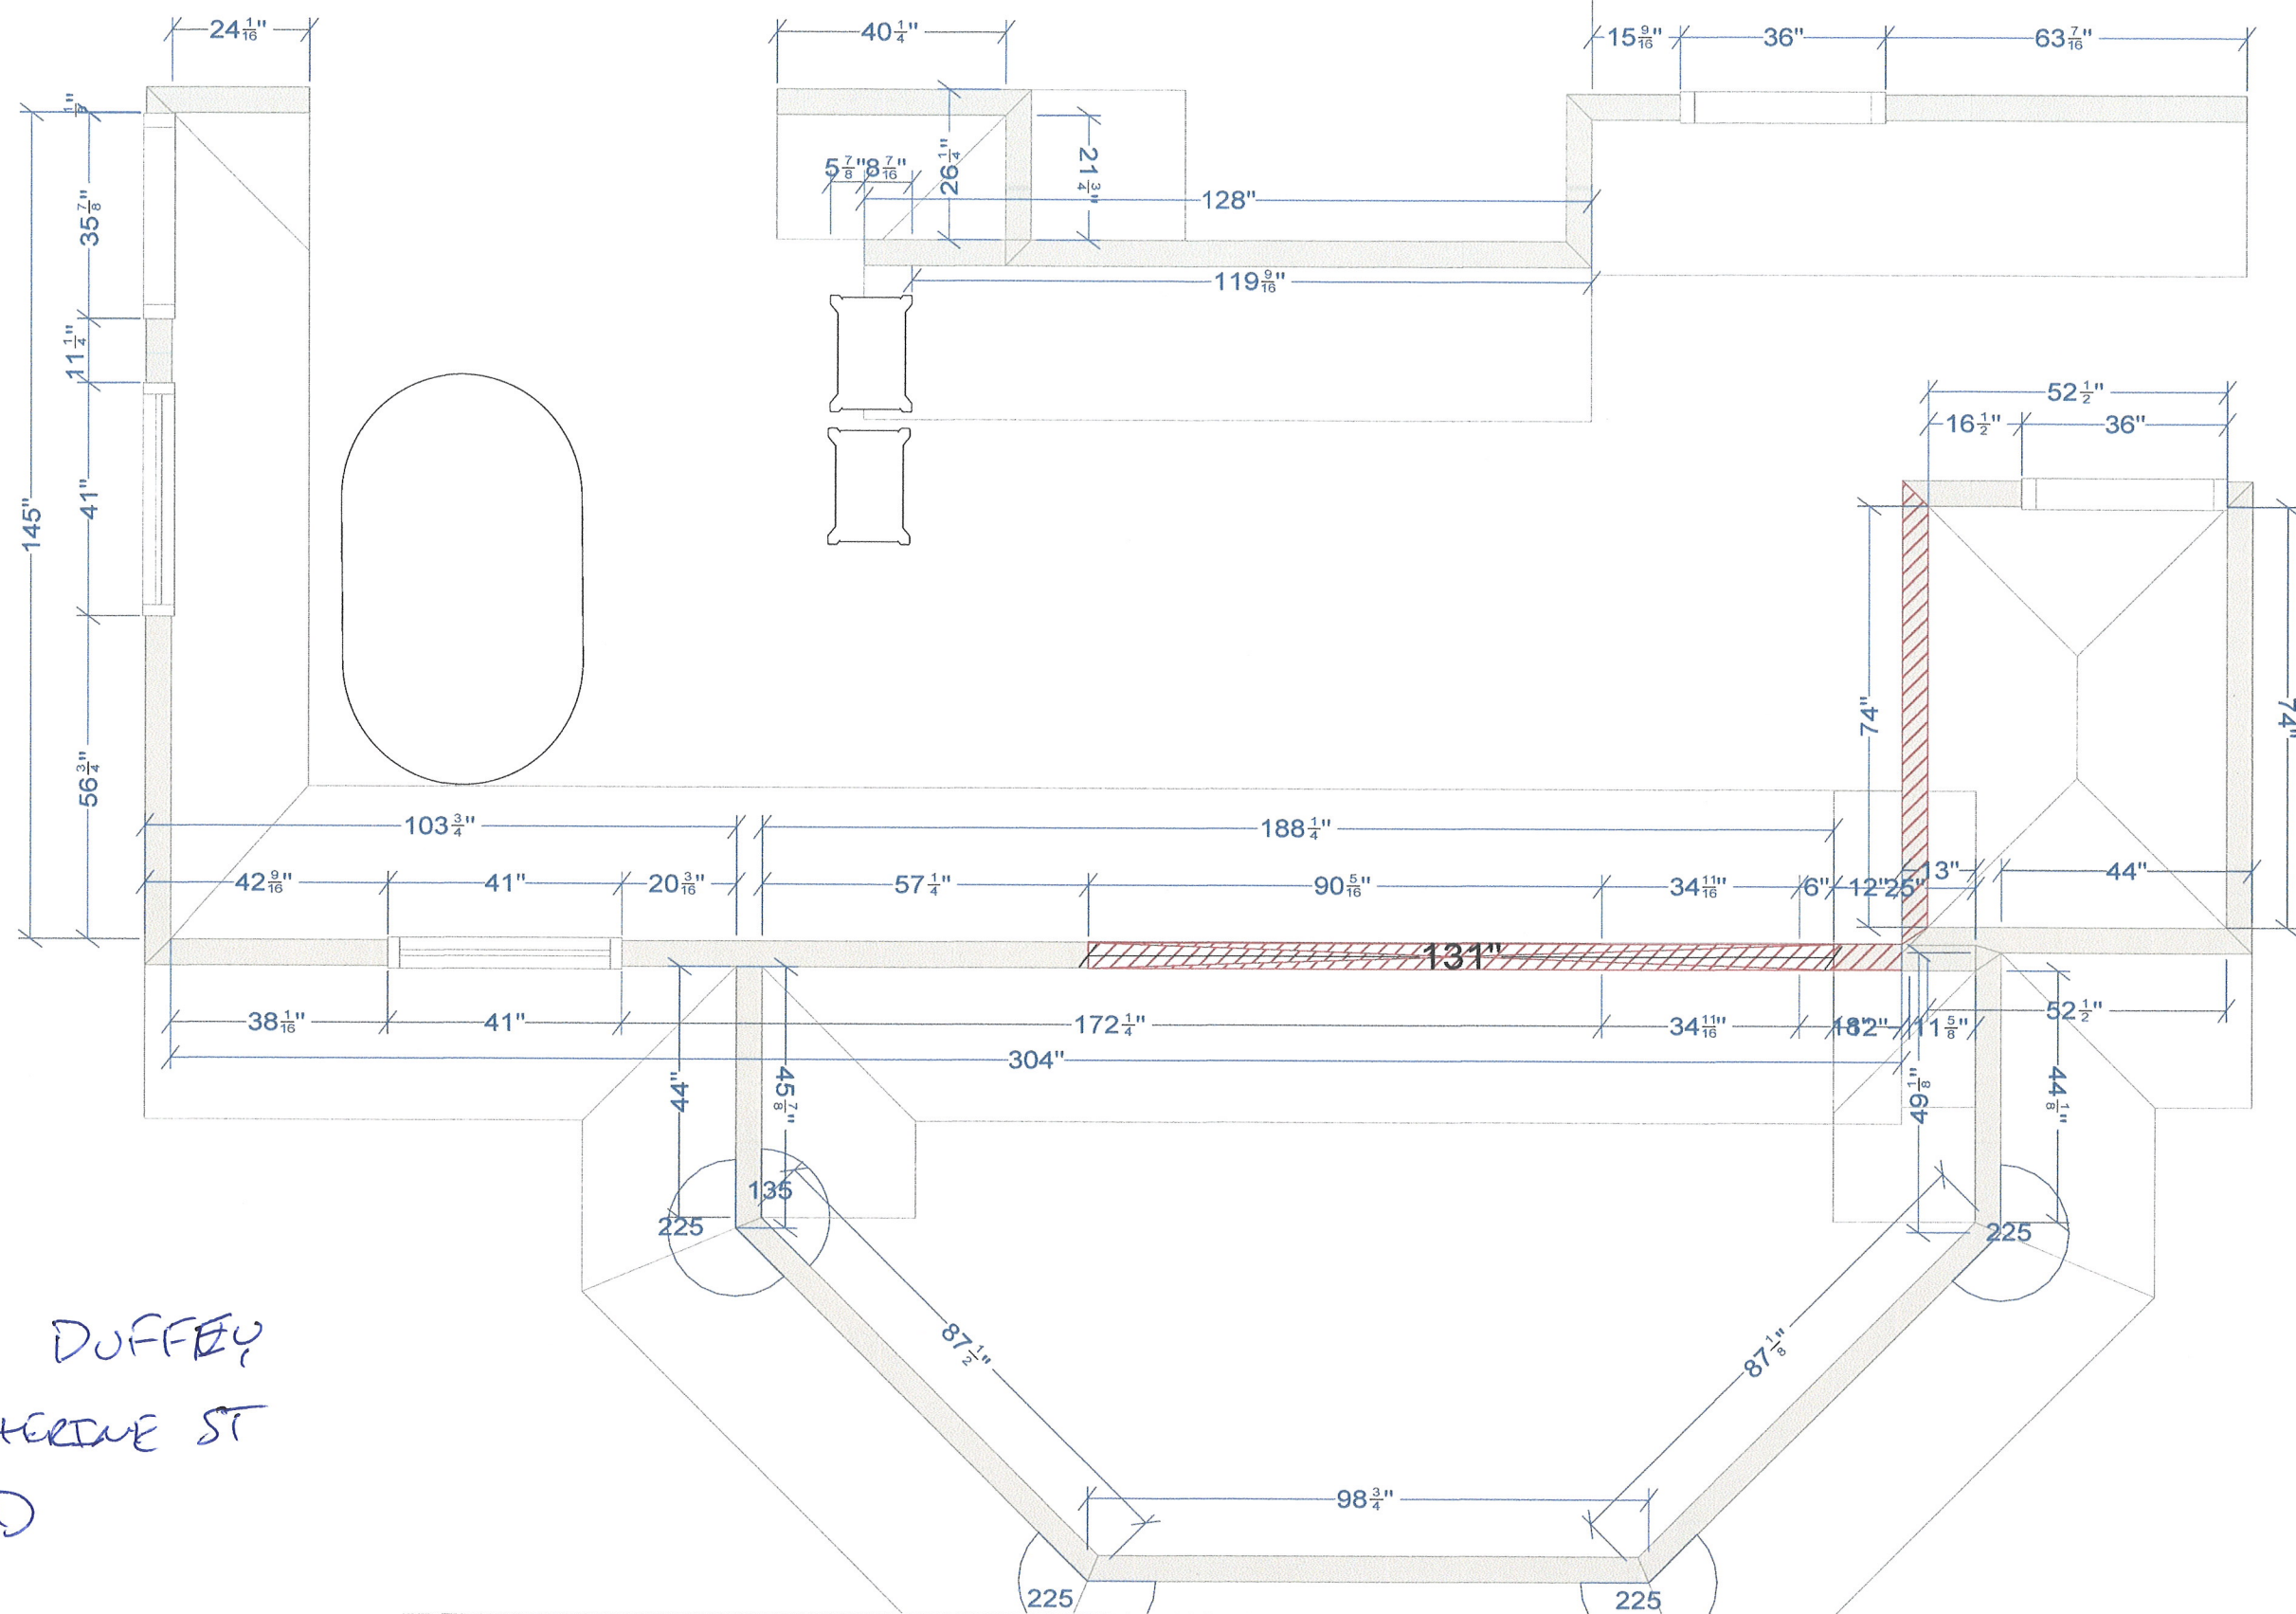 24 1/16" 40 1/4" 15 9/16" 36" 63 7/16"
35 7/8" 5 7/8" 8 7/16" 26 1/4" 21 3/4" 128"
119 9/16"
11 1/4"
52 1/2"
16 1/2" 36"
145" 41"
74" 74"
56 3/4"
103 3/4" 188 1/4"
42 9/16" 41" 20 3/16" 57 1/4" 90 5/16" 34 11/16" 6" 12" 25" 13" 44"
131"
38 1/16" 41" 172 1/4" 34 11/16" 18" 12" 11 5/8" 52 1/2"
304"
44" 45 7/8" 46 1/8" 44 1/8"
135
225 225
87 1/2" 87 1/8"
DUFFEY
HERINE ST
98 3/4"
D
225 225